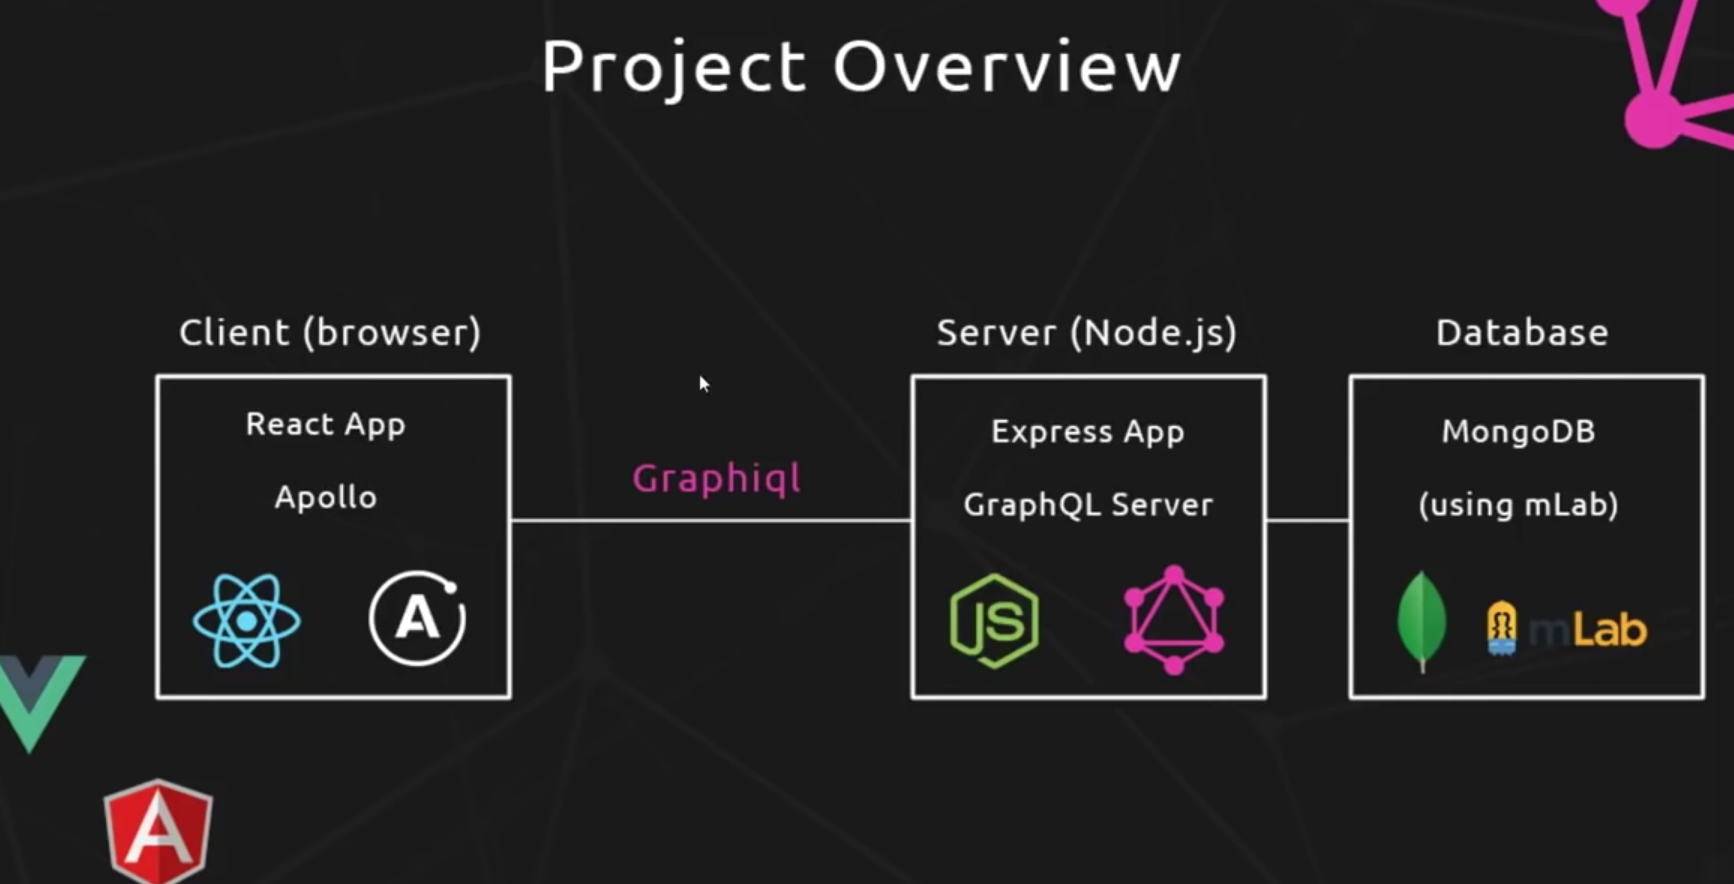 Project Overview
Client (browser)
React App
Apollo
A
Graphiql
Server (Node.js)
Express App
GraphQL Server
JS
Database
MongoDB
(using mLab)
mLab
A